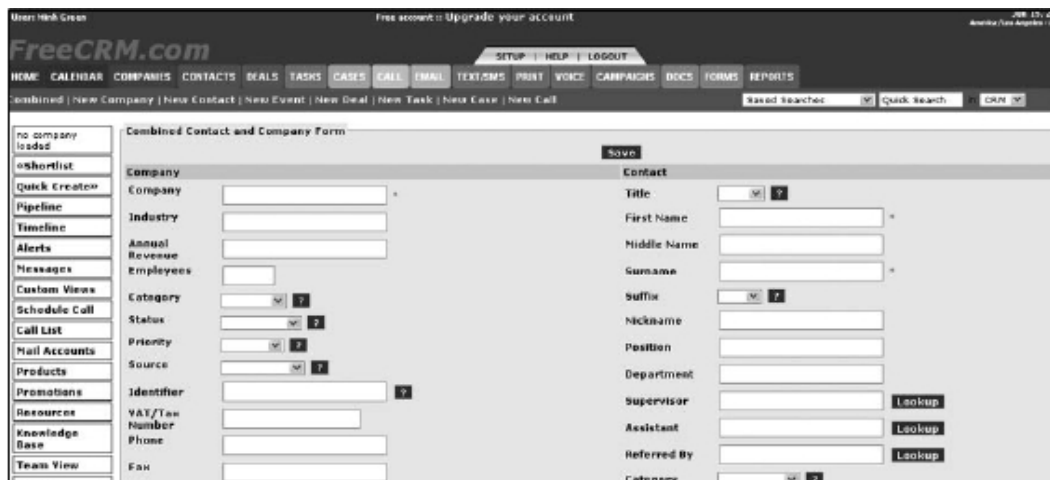 User: Minh Green
Free account :: Upgrade your account
FreeCRM.com
SETUP | HELP | LOGOUT
HOME CALENDAR COMPANIES CONTACTS DEALS TASKS CASES CALL EMAIL TEXT/SMS PRINT VOICE CAMPAIGNS DOCS FORMS REPORTS
Combined | New Company | New Contact | New Event | New Deal | New Task | New Case | New Call
Saved Searches Quick Search in CRM
no company
loaded
«Shortlist
Quick Create»
Pipeline
Timeline
Alerts
Messages
Custom Views
Schedule Call
Call List
Mail Accounts
Products
Promotions
Resources
Knowledge
Base
Team View
Combined Contact and Company Form
Save
Company
Company *
Industry
Annual
Revenue
Employees
Category ?
Status ?
Priority ?
Source ?
Identifier ?
VAT/Tax
Number
Phone
Fax
Contact
Title ?
First Name *
Middle Name
Surname *
Suffix ?
Nickname
Position
Department
Supervisor Lookup
Assistant Lookup
Referred By Lookup
Category ?